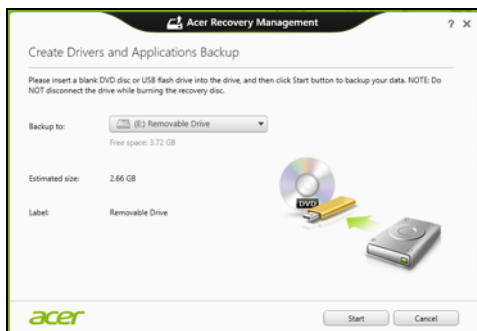 Acer Recovery Management
? ×
Create Drivers and Applications Backup
Please insert a blank DVD disc or USB flash drive into the drive, and then click Start button to backup your data. NOTE: Do
NOT disconnect the drive while burning the recovery disc.
Backup to: (E:) Removable Drive
Free space: 3.72 GB
Estimated size: 2.66 GB
Label: Removable Drive
DVD
acer
Start Cancel